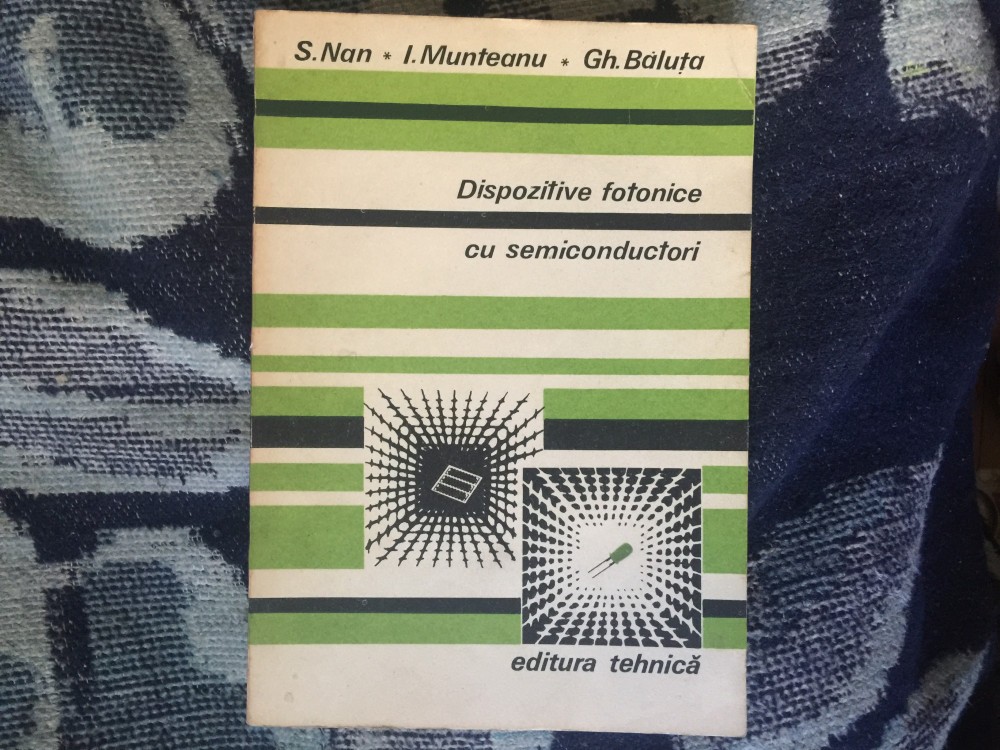 S.Nan * I.Munteanu * Gh.Băluța
Dispozitive fotonice
cu semiconductori
editura tehnică